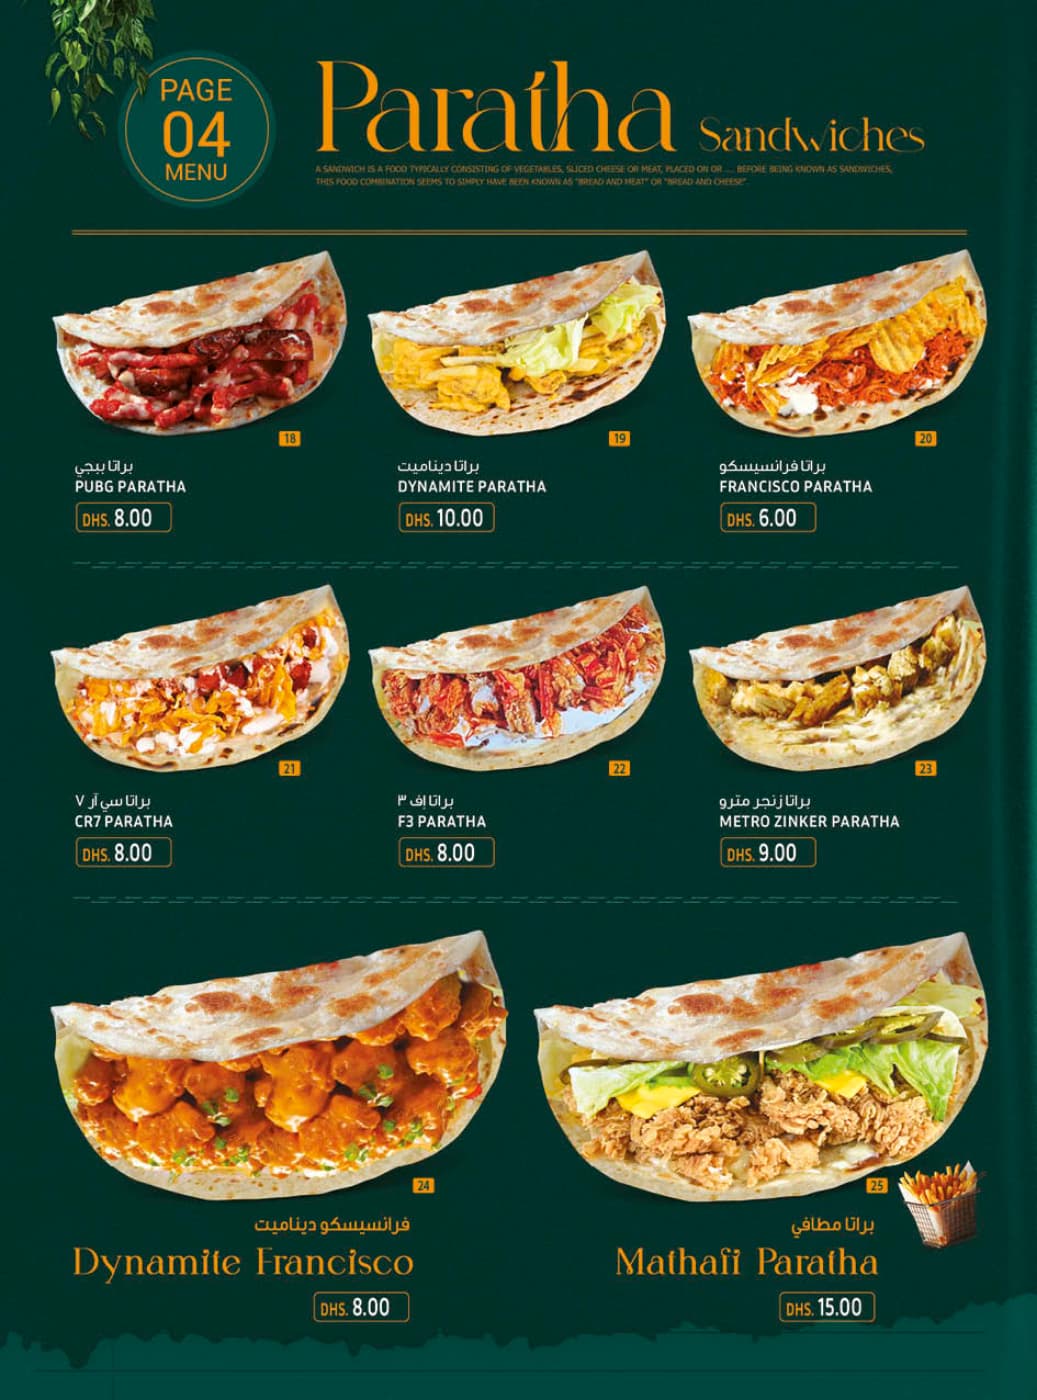 PAGE
04
MENU
Paratha Sandwiches
A SANDWICH IS A FOOD TYPICALLY CONSISTING OF VEGETABLES, SLICED CHEESE OR MEAT, PLACED ON OR .... BEFORE BEING KNOWN AS SANDWICHES,
THIS FOOD COMBINATION SEEMS TO SIMPLY HAVE BEEN KNOWN AS "BREAD AND MEAT" OR "BREAD AND CHEESE".
18
براتا ببجي
PUBG PARATHA
DHS. 8.00
19
براتا ديناميت
DYNAMITE PARATHA
DHS. 10.00
20
براتا فرانسيسكو
FRANCISCO PARATHA
DHS. 6.00
21
براتا سي آر ٧
CR7 PARATHA
DHS. 8.00
22
براتا إف ٣
F3 PARATHA
DHS. 8.00
23
براتا زنجر مترو
METRO ZINKER PARATHA
DHS. 9.00
24
فرانسيسكو ديناميت
Dynamite Francisco
DHS. 8.00
25
براتا مطافي
Mathafi Paratha
DHS. 15.00